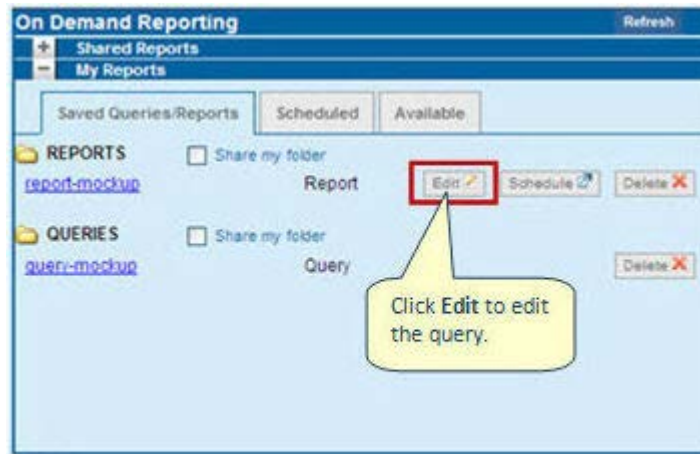 On Demand Reporting Refresh
+ Shared Reports
- My Reports
Saved Queries/Reports Scheduled Available
REPORTS Share my folder
report-mockup Report Edit Schedule Delete
QUERIES Share my folder
query-mockup Query Delete
Click Edit to edit
the query.